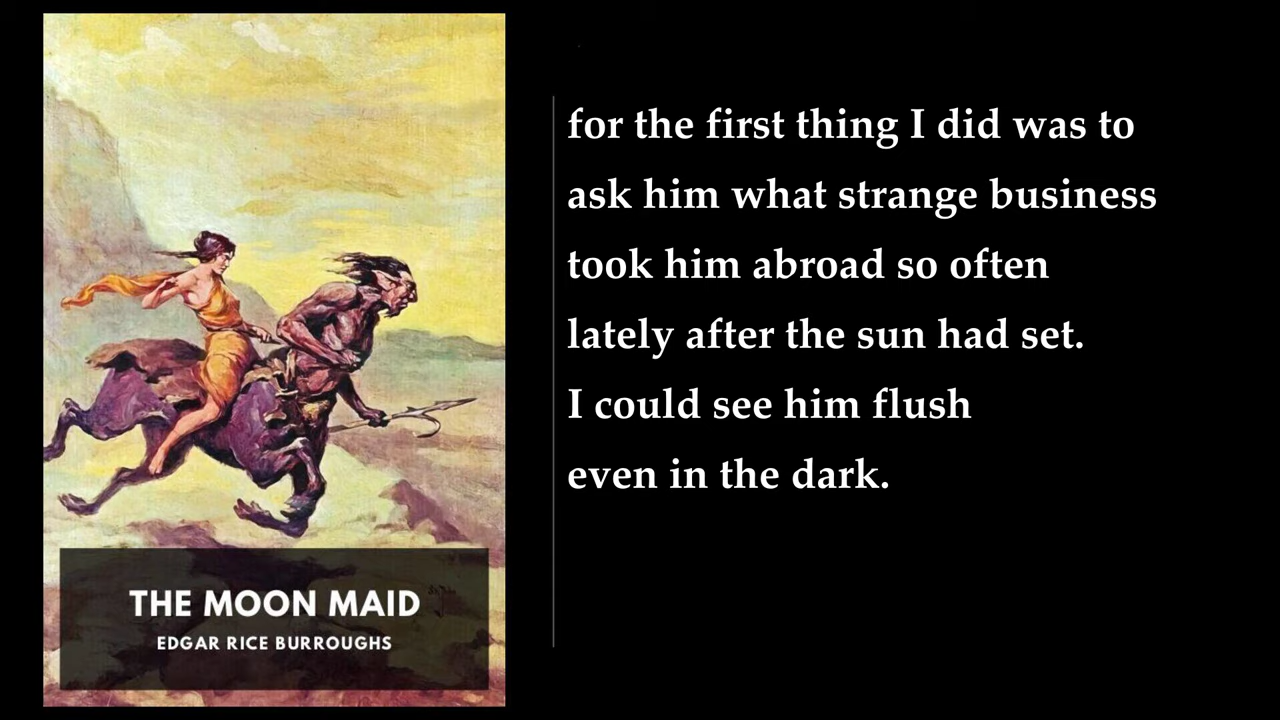 THE MOON MAID
EDGAR RICE BURROUGHS
for the first thing I did was to
ask him what strange business
took him abroad so often
lately after the sun had set.
I could see him flush
even in the dark.